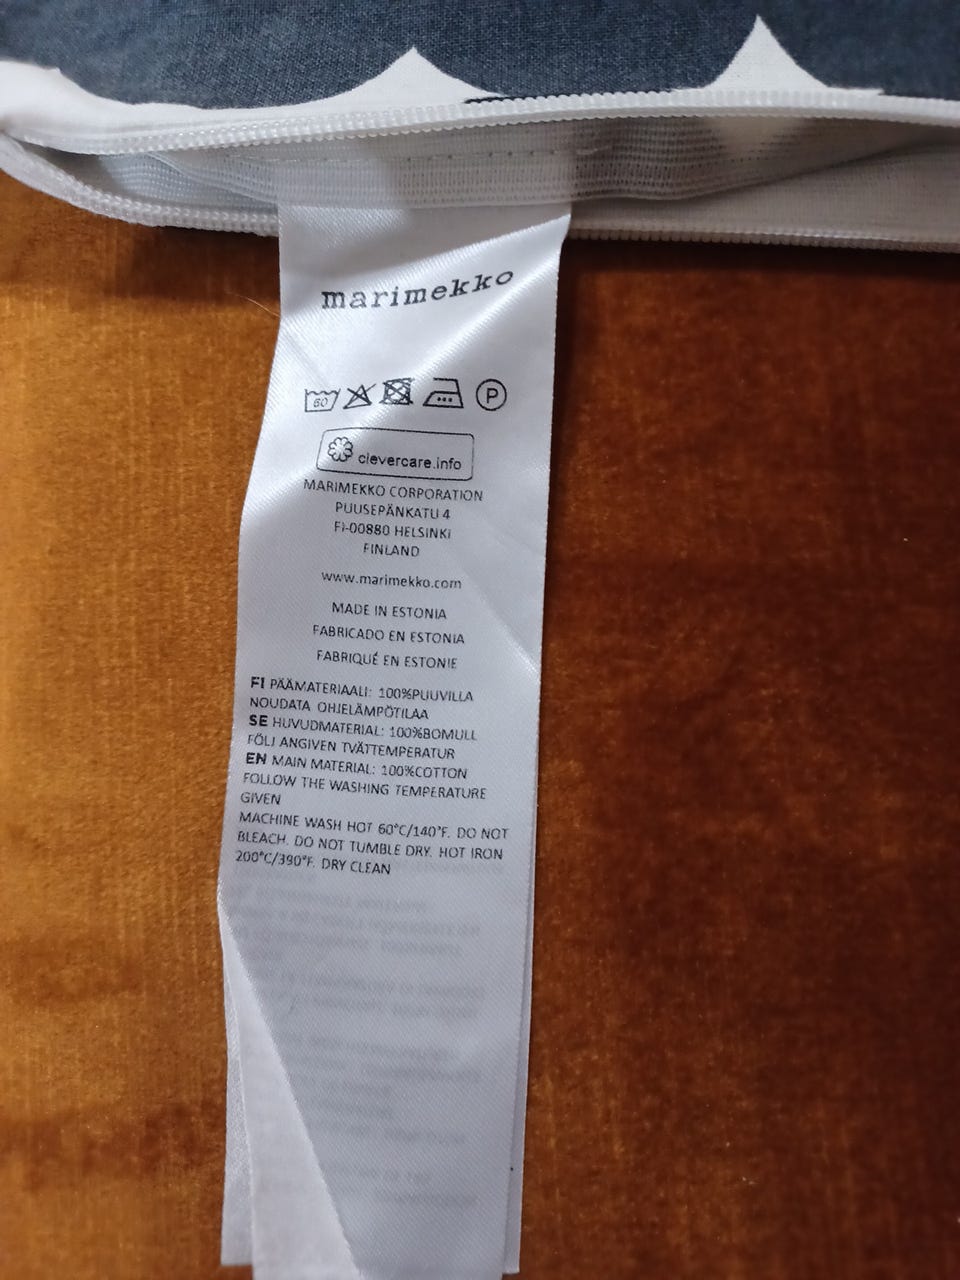 marimekko
60 P
clevercare.info
MARIMEKKO CORPORATION
PUUSEPÄNKATU 4
FI-00880 HELSINKI
FINLAND
www.marimekko.com
MADE IN ESTONIA
FABRICADO EN ESTONIA
FABRIQUÉ EN ESTONIE
FI PÄÄMATERIAALI: 100%PUUVILLA
NOUDATA OHJELÄMPÖTILAA
SE HUVUDMATERIAL: 100%BOMULL
FÖLJ ANGIVEN TVÄTTEMPERATUR
EN MAIN MATERIAL: 100%COTTON
FOLLOW THE WASHING TEMPERATURE
GIVEN
MACHINE WASH HOT 60°C/140°F. DO NOT
BLEACH. DO NOT TUMBLE DRY. HOT IRON
200°C/390°F. DRY CLEAN